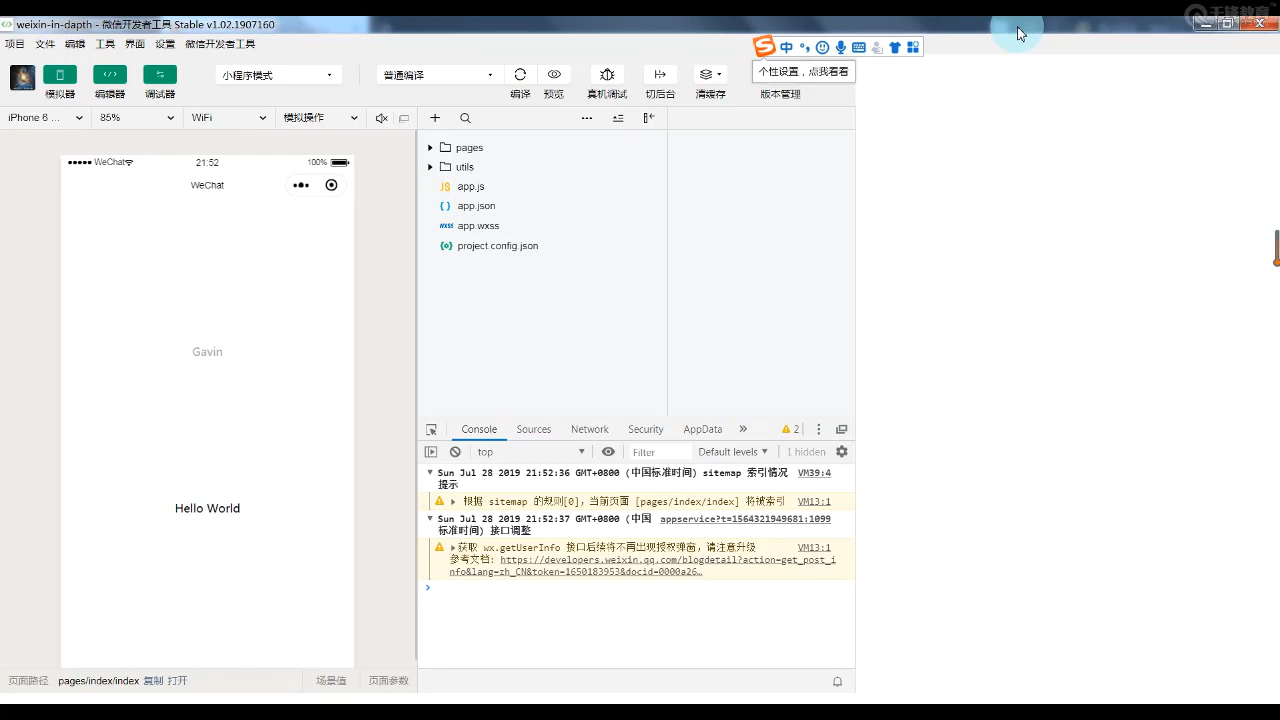 weixin-in-dapth - 微信开发者工具 Stable v1.02.1907160
千锋教育
项目 文件 编辑 工具 界面 设置 微信开发者工具
中
个性设置，点我看看
小程序模式
普通编译
模拟器 编辑器 调试器
编译 预览 真机调试 切后台 清缓存 版本管理
iPhone 6 ... 85% WiFi 模拟操作
WeChat 21:52 100%
WeChat
Gavin
Hello World
pages
utils
JS app.js
{ } app.json
WXSS app.wxss
{o} project.config.json
Console Sources Network Security AppData » 2
top Filter Default levels 1 hidden
Sun Jul 28 2019 21:52:36 GMT+0800 (中国标准时间) sitemap 索引情况 VM39:4
提示
根据 sitemap 的规则[0]，当前页面 [pages/index/index] 将被索引 VM13:1
Sun Jul 28 2019 21:52:37 GMT+0800 (中国 appservice?t=1564321949681:1099
标准时间) 接口调整
获取 wx.getUserInfo 接口后续将不再出现授权弹窗，请注意升级 VM13:1
参考文档: https://developers.weixin.qq.com/blogdetail?action=get_post_i
nfo&lang=zh_CN&token=1650183953&docid=0000a26…
页面路径 pages/index/index 复制 打开 场景值 页面参数